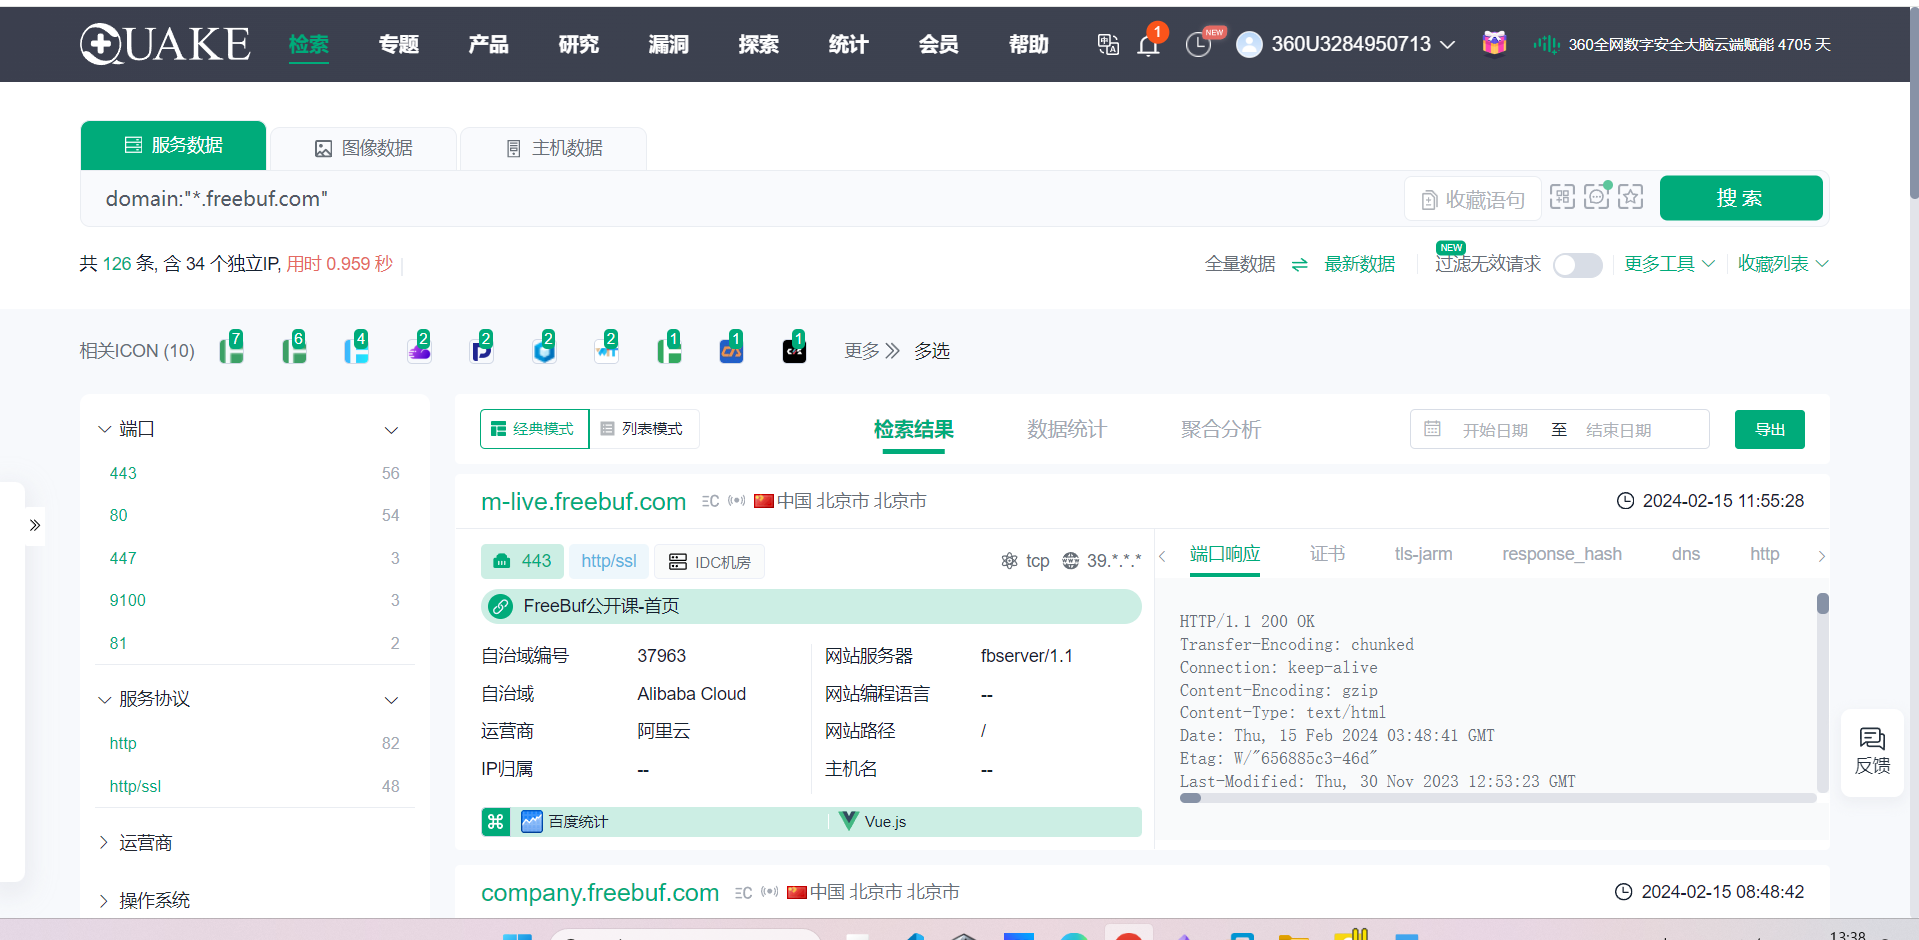 QUAKE 检索 专题 产品 研究 漏洞 探索 统计 会员 帮助 1 NEW 360U3284950713 360全网数字安全大脑云端赋能 4705 天
服务数据 图像数据 主机数据
domain:"*.freebuf.com" 收藏语句 搜索
共 126 条, 含 34 个独立IP, 用时 0.959 秒 全量数据 最新数据 NEW 过滤无效请求 更多工具 收藏列表
相关ICON (10) 7 6 4 2 2 2 2 1 1 1 更多 多选
端口
443 56
80 54
447 3
9100 3
81 2
服务协议
http 82
http/ssl 48
运营商
操作系统
经典模式 列表模式 检索结果 数据统计 聚合分析 开始日期 至 结束日期 导出
m-live.freebuf.com C 中国 北京市 北京市 2024-02-15 11:55:28
443 http/ssl IDC机房 tcp 39.*.*.*
FreeBuf公开课-首页
自治域编号 37963 网站服务器 fbserver/1.1
自治域 Alibaba Cloud 网站编程语言 --
运营商 阿里云 网站路径 /
IP归属 -- 主机名 --
百度统计 Vue.js
端口响应 证书 tls-jarm response_hash dns http
HTTP/1.1 200 OK
Transfer-Encoding: chunked
Connection: keep-alive
Content-Encoding: gzip
Content-Type: text/html
Date: Thu, 15 Feb 2024 03:48:41 GMT
Etag: W/"656885c3-46d"
Last-Modified: Thu, 30 Nov 2023 12:53:23 GMT
反馈
company.freebuf.com C 中国 北京市 北京市 2024-02-15 08:48:42
13:38